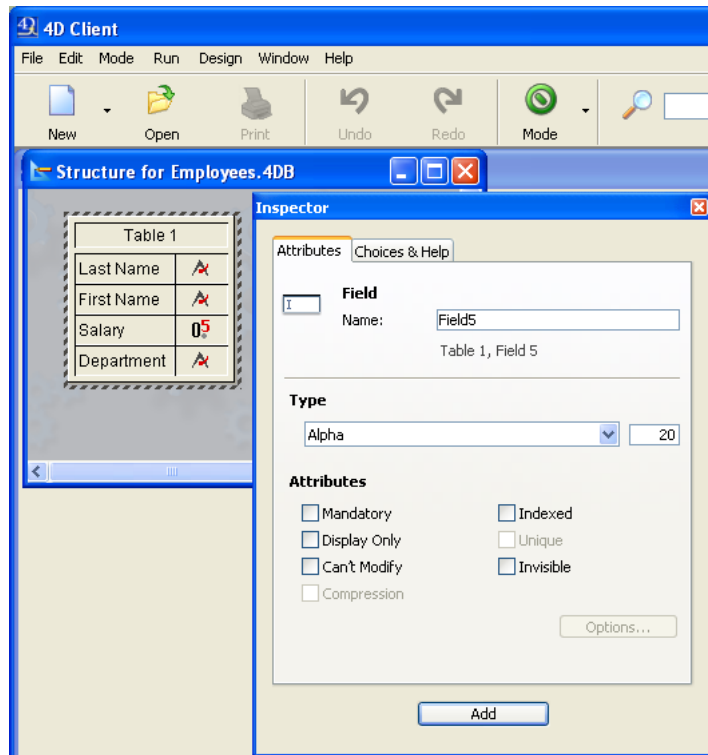 4D Client
File Edit Mode Run Design Window Help
New Open Print Undo Redo Mode
Structure for Employees.4DB
Table 1
Last Name
First Name
Salary 0.5
Department
Inspector
Attributes Choices & Help
Field
Name: Field5
Table 1, Field 5
Type
Alpha 20
Attributes
Mandatory Indexed
Display Only Unique
Can't Modify Invisible
Compression
Options...
Add